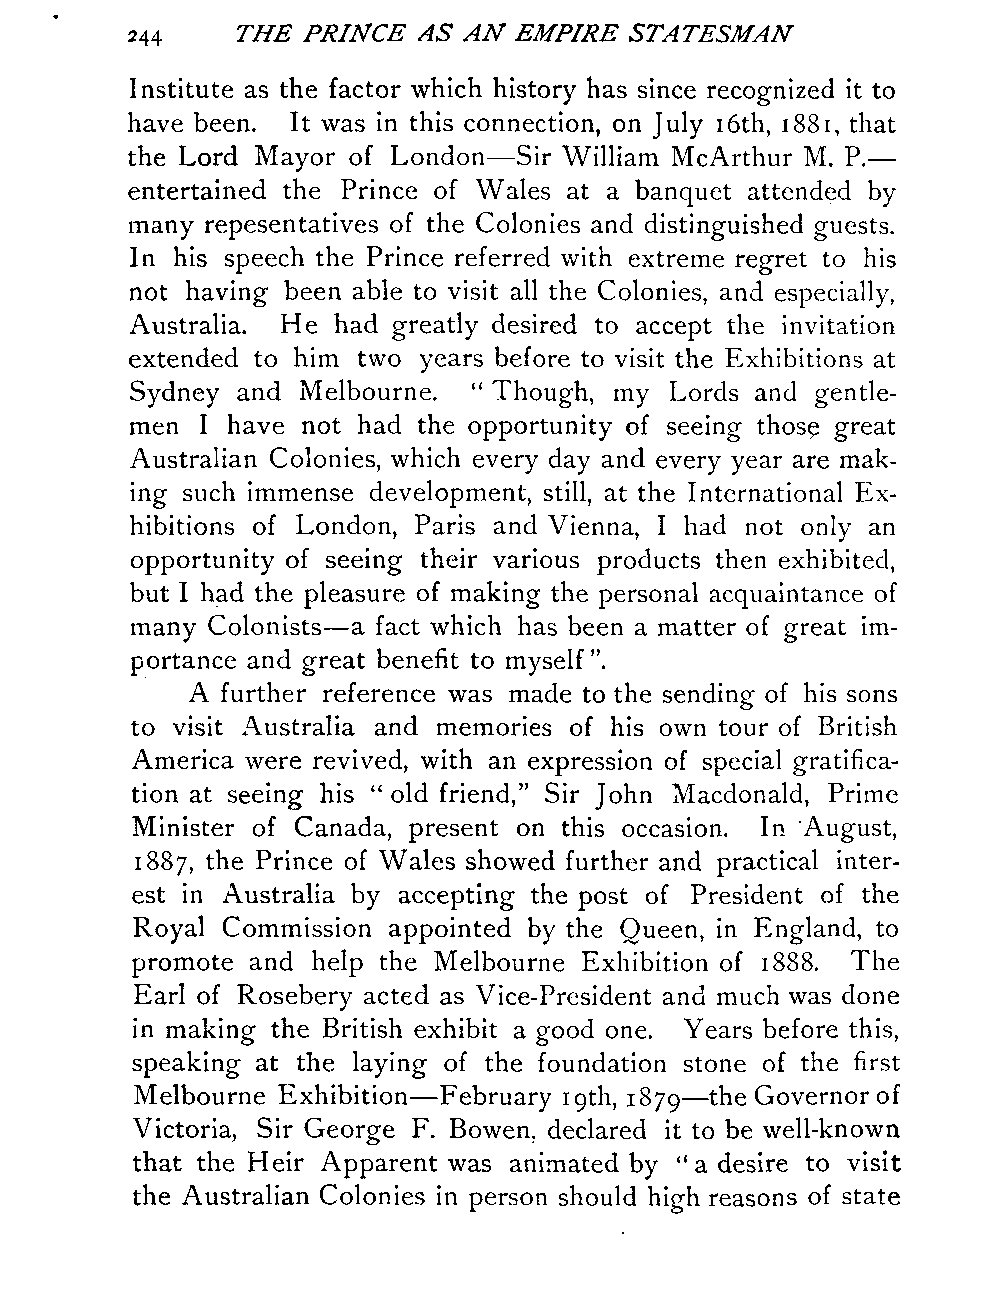 244 THE PRINCE AS AN EMPIRE STATESMAN
Institute as the factor which history has since recognized it to
have been. It was in this connection, on July 16th, 1881, that
the Lord Mayor of London—Sir William McArthur M. P.—
entertained the Prince of Wales at a banquet attended by
many repesentatives of the Colonies and distinguished guests.
In his speech the Prince referred with extreme regret to his
not having been able to visit all the Colonies, and especially,
Australia. He had greatly desired to accept the invitation
extended to him two years before to visit the Exhibitions at
Sydney and Melbourne. “ Though, my Lords and gentle-
men I have not had the opportunity of seeing those great
Australian Colonies, which every day and every year are mak-
ing such immense development, still, at the International Ex-
hibitions of London, Paris and Vienna, I had not only an
opportunity of seeing their various products then exhibited,
but I had the pleasure of making the personal acquaintance of
many Colonists—a fact which has been a matter of great im-
portance and great benefit to myself ”.
A further reference was made to the sending of his sons
to visit Australia and memories of his own tour of British
America were revived, with an expression of special gratifica-
tion at seeing his “ old friend,” Sir John Macdonald, Prime
Minister of Canada, present on this occasion. In August,
1887, the Prince of Wales showed further and practical inter-
est in Australia by accepting the post of President of the
Royal Commission appointed by the Queen, in England, to
promote and help the Melbourne Exhibition of 1888. The
Earl of Rosebery acted as Vice-President and much was done
in making the British exhibit a good one. Years before this,
speaking at the laying of the foundation stone of the first
Melbourne Exhibition—February 19th, 1879—the Governor of
Victoria, Sir George F. Bowen, declared it to be well-known
that the Heir Apparent was animated by “ a desire to visit
the Australian Colonies in person should high reasons of state